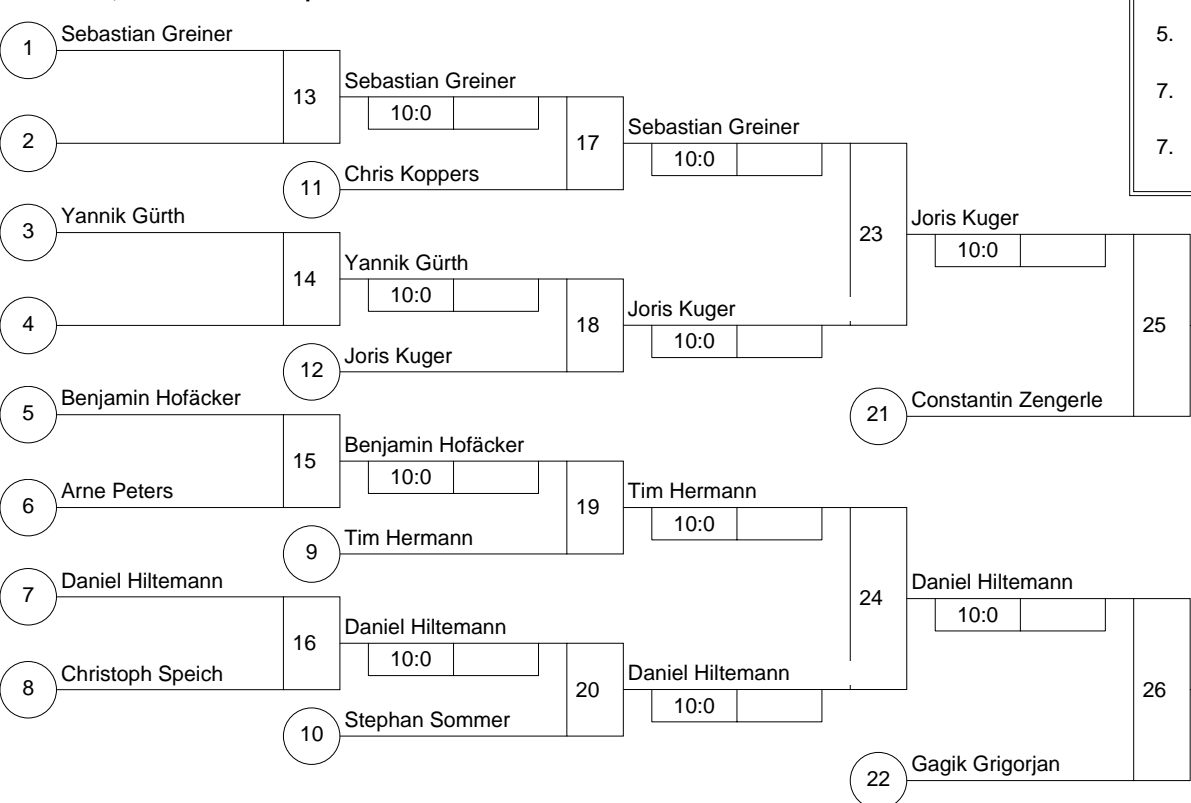 5.
1 Sebastian Greiner
Sebastian Greiner
7.
13
10:0
Sebastian Greiner
2
17
7.
10:0
11 Chris Koppers
3 Yannik Gürth
Joris Kuger
23
10:0
Yannik Gürth
14
10:0
Joris Kuger
4
18
25
10:0
12 Joris Kuger
5 Benjamin Hofäcker
21 Constantin Zengerle
Benjamin Hofäcker
15
10:0
6 Arne Peters
Tim Hermann
19
10:0
9 Tim Hermann
7 Daniel Hiltemann
Daniel Hiltemann
24
10:0
Daniel Hiltemann
16
10:0
8 Christoph Speich
Daniel Hiltemann
20
26
10:0
10 Stephan Sommer
22 Gagik Grigorjan